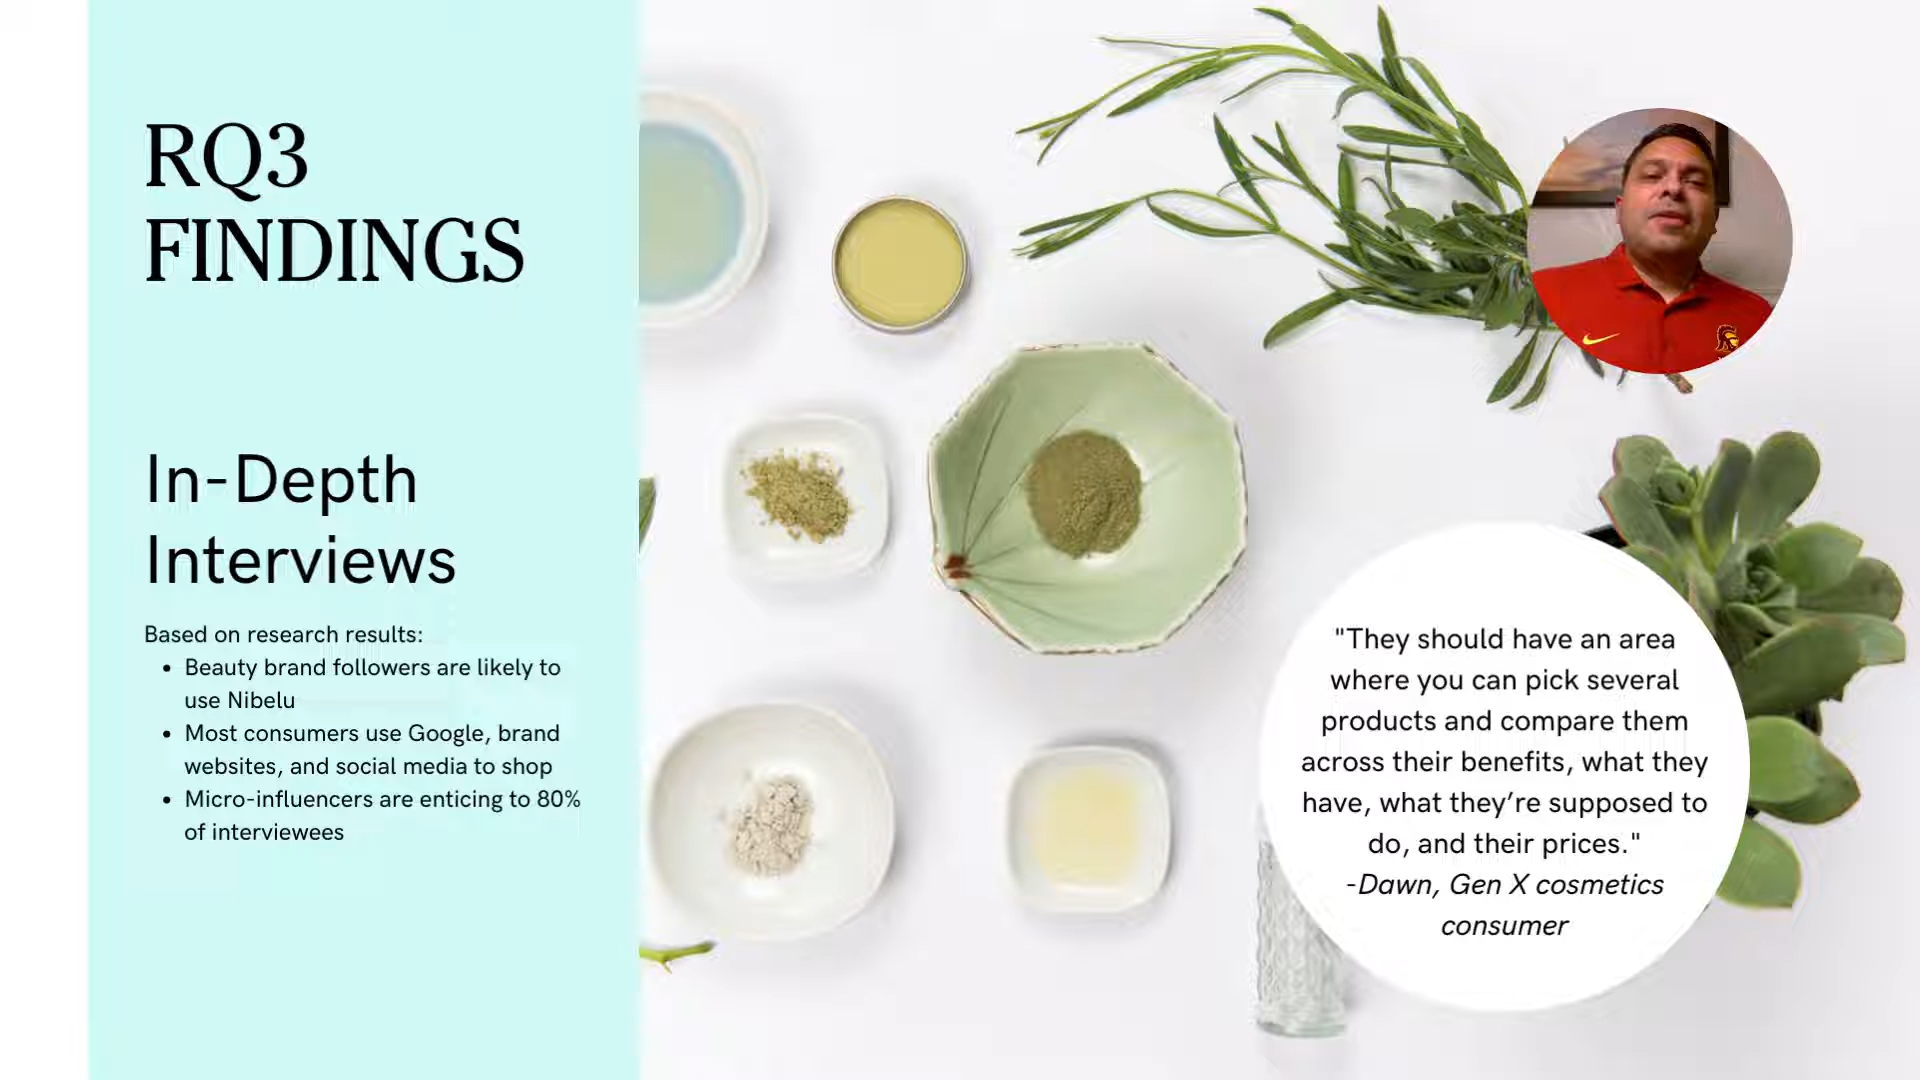 RQ3
FINDINGS
In-Depth
Interviews
Based on research results:
• Beauty brand followers are likely to
use Nibelu
• Most consumers use Google, brand
websites, and social media to shop
• Micro-influencers are enticing to 80%
of interviewees
"They should have an area
where you can pick several
products and compare them
across their benefits, what they
have, what they’re supposed to
do, and their prices."
-Dawn, Gen X cosmetics
consumer